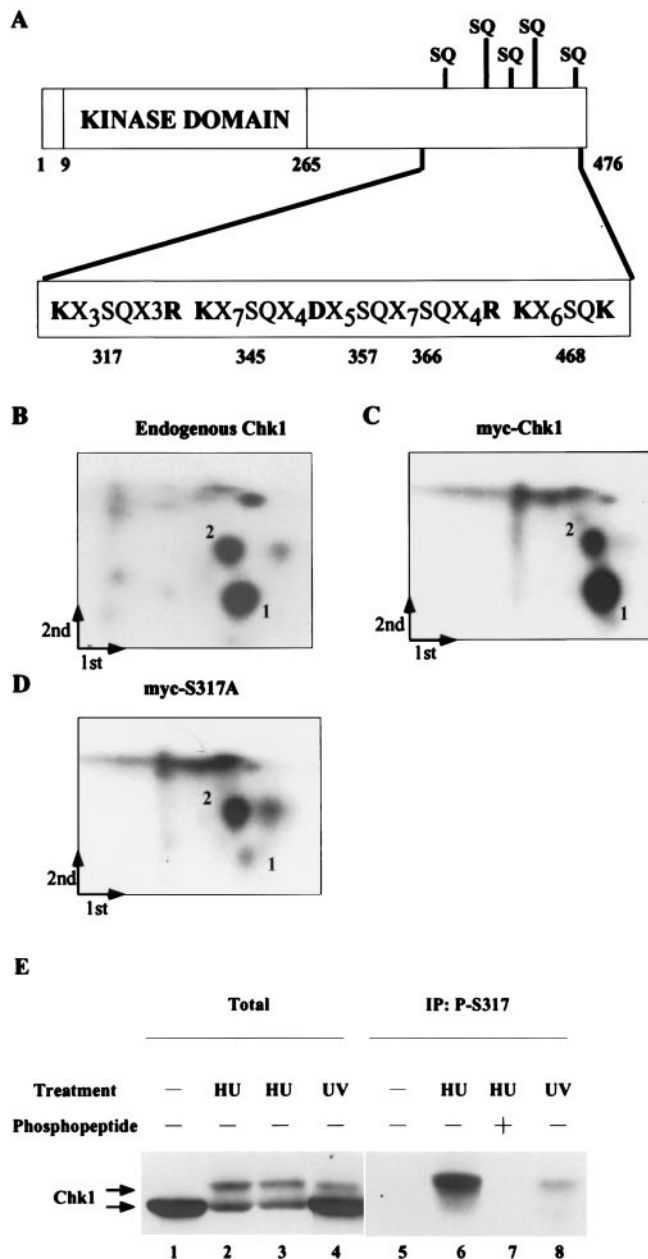 A
SQ SQ SQ SQ SQ
KINASE DOMAIN
1 9 265 476
KX3SQX3R KX7SQX4DX5SQX7SQX4R KX6SQK
317 345 357 366 468
B
Endogenous Chk1
2
1
2nd
1st
C
myc-Chk1
2
1
2nd
1st
D
myc-S317A
2
1
2nd
1st
E
Total IP: P-S317
Treatment — HU HU UV — HU HU UV
Phosphopeptide — — — — — — + —
Chk1
1 2 3 4 5 6 7 8